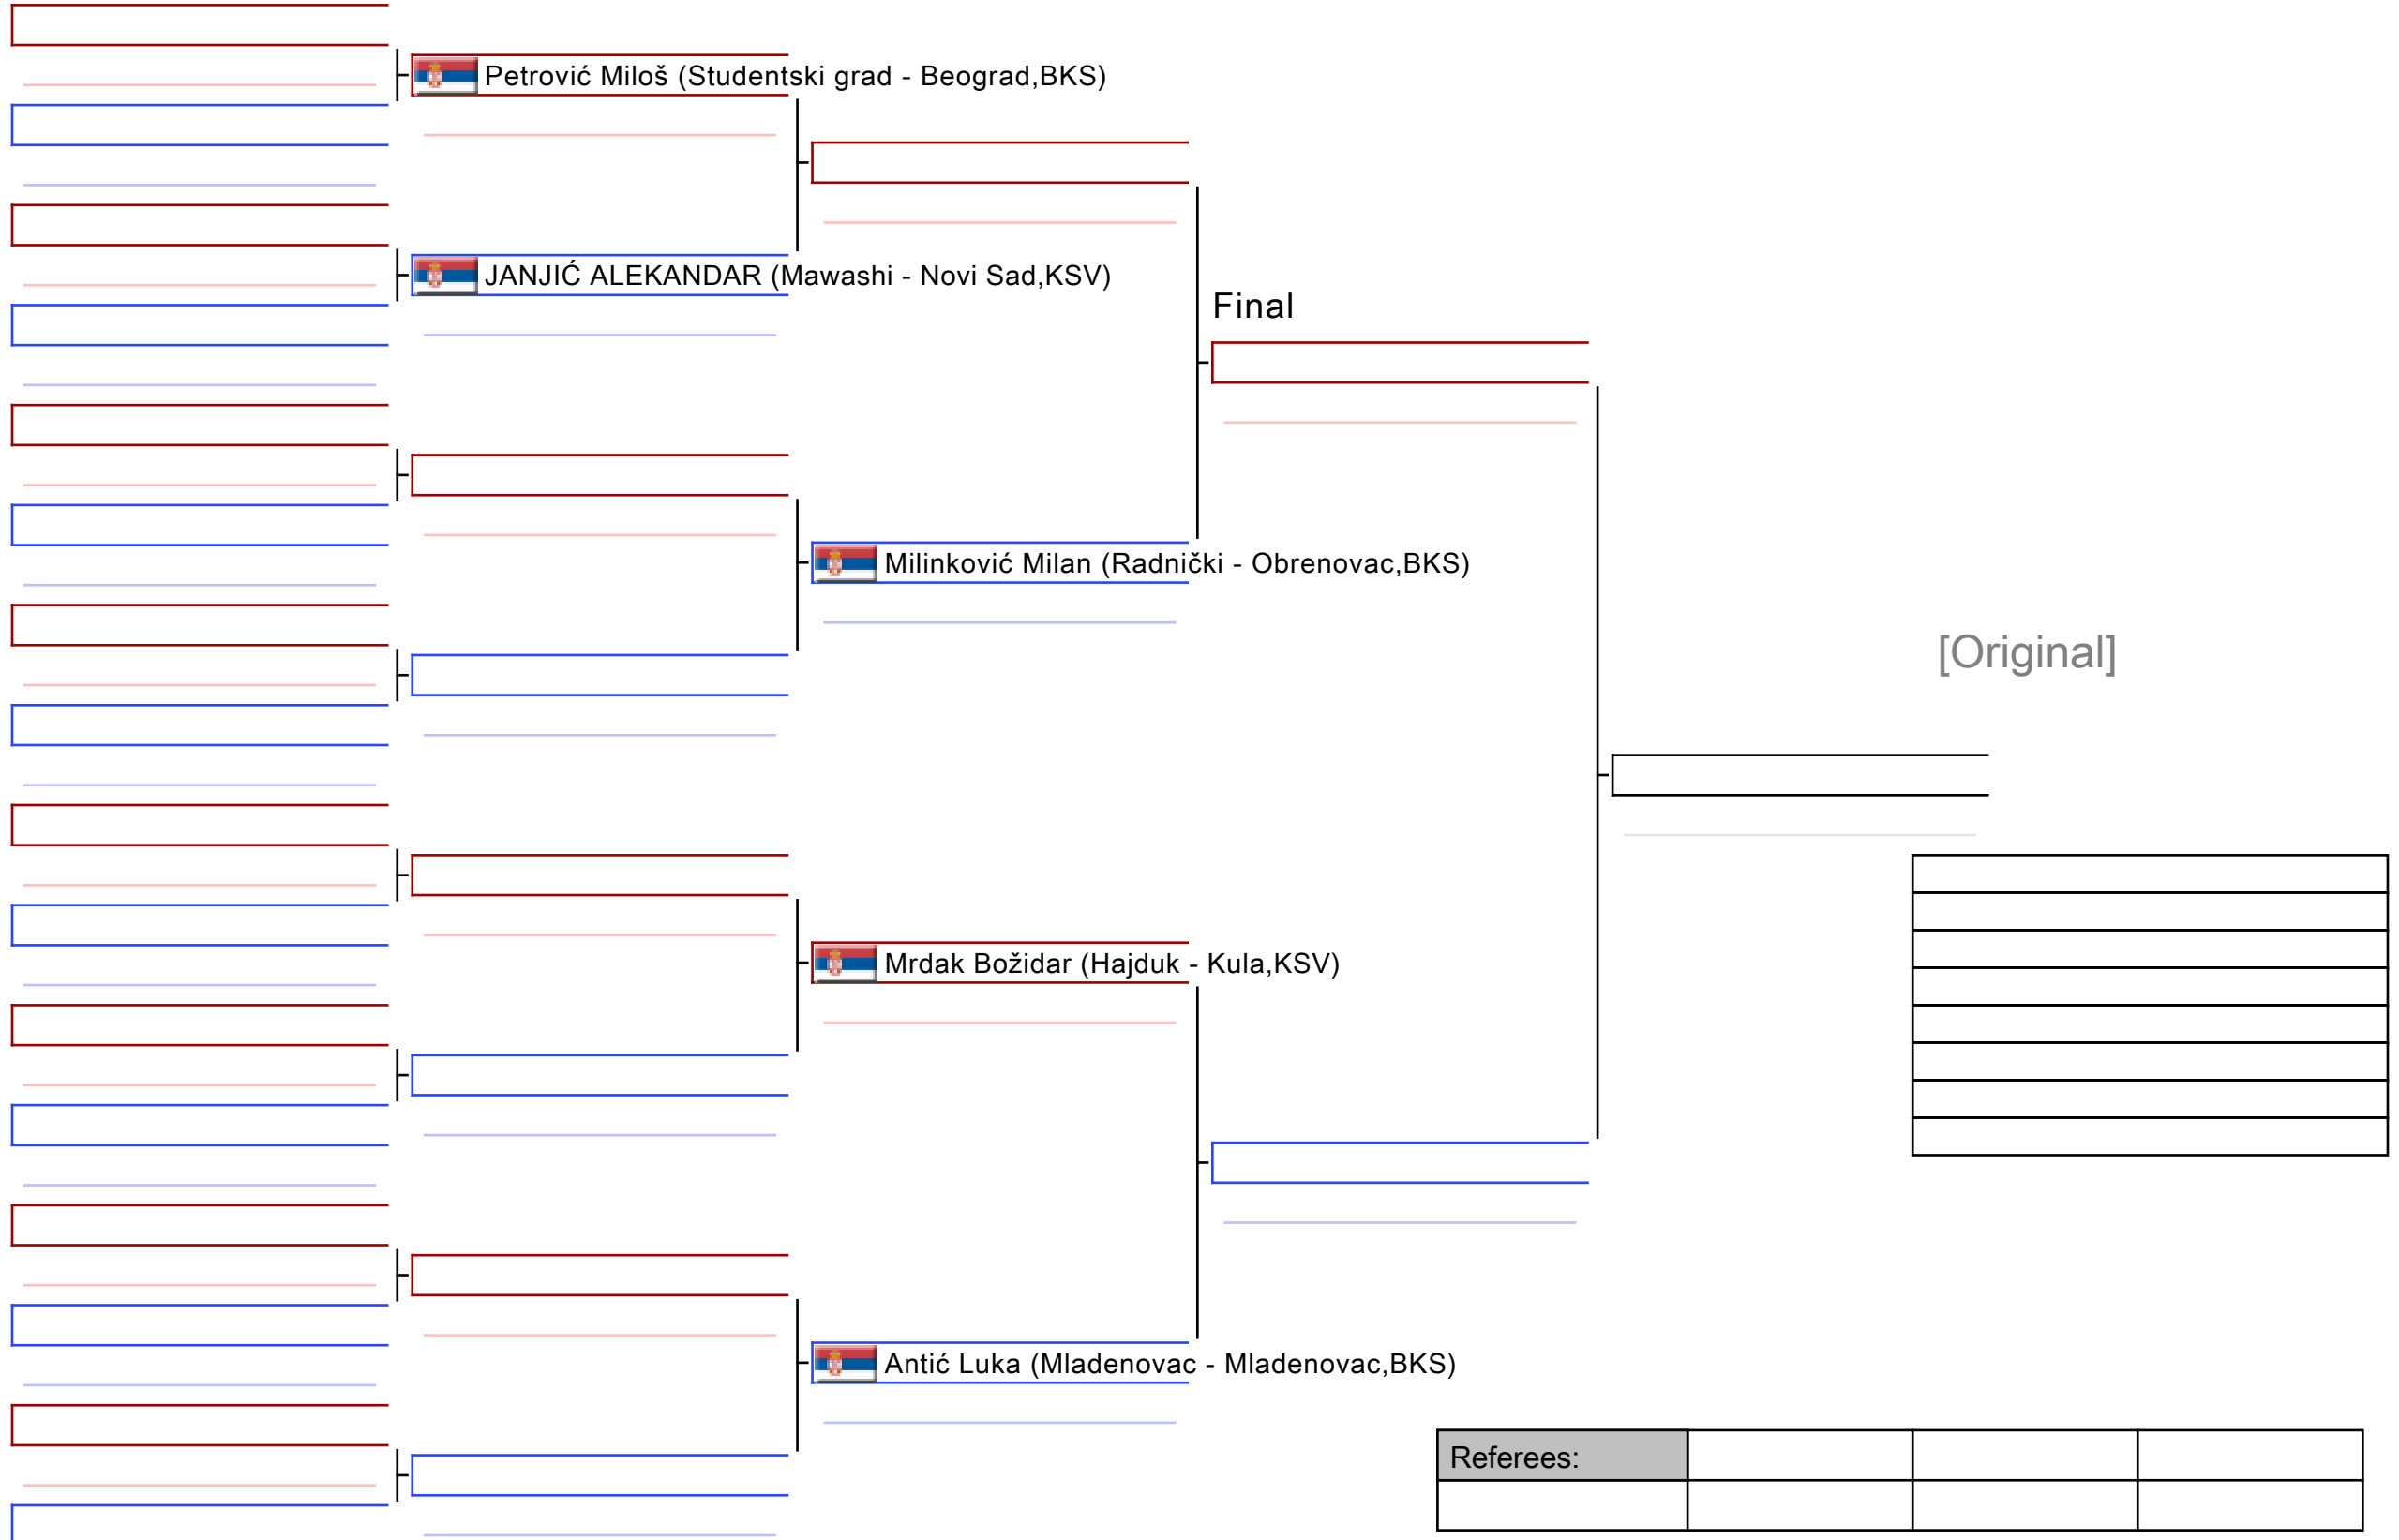 Petrović Miloš (Studentski grad - Beograd,BKS)
JANJIĆ ALEKANDAR (Mawashi - Novi Sad,KSV)
Final
Milinković Milan (Radnički - Obrenovac,BKS)
[Original]
Mrdak Božidar (Hajduk - Kula,KSV)
Antić Luka (Mladenovac - Mladenovac,BKS)
Referees: